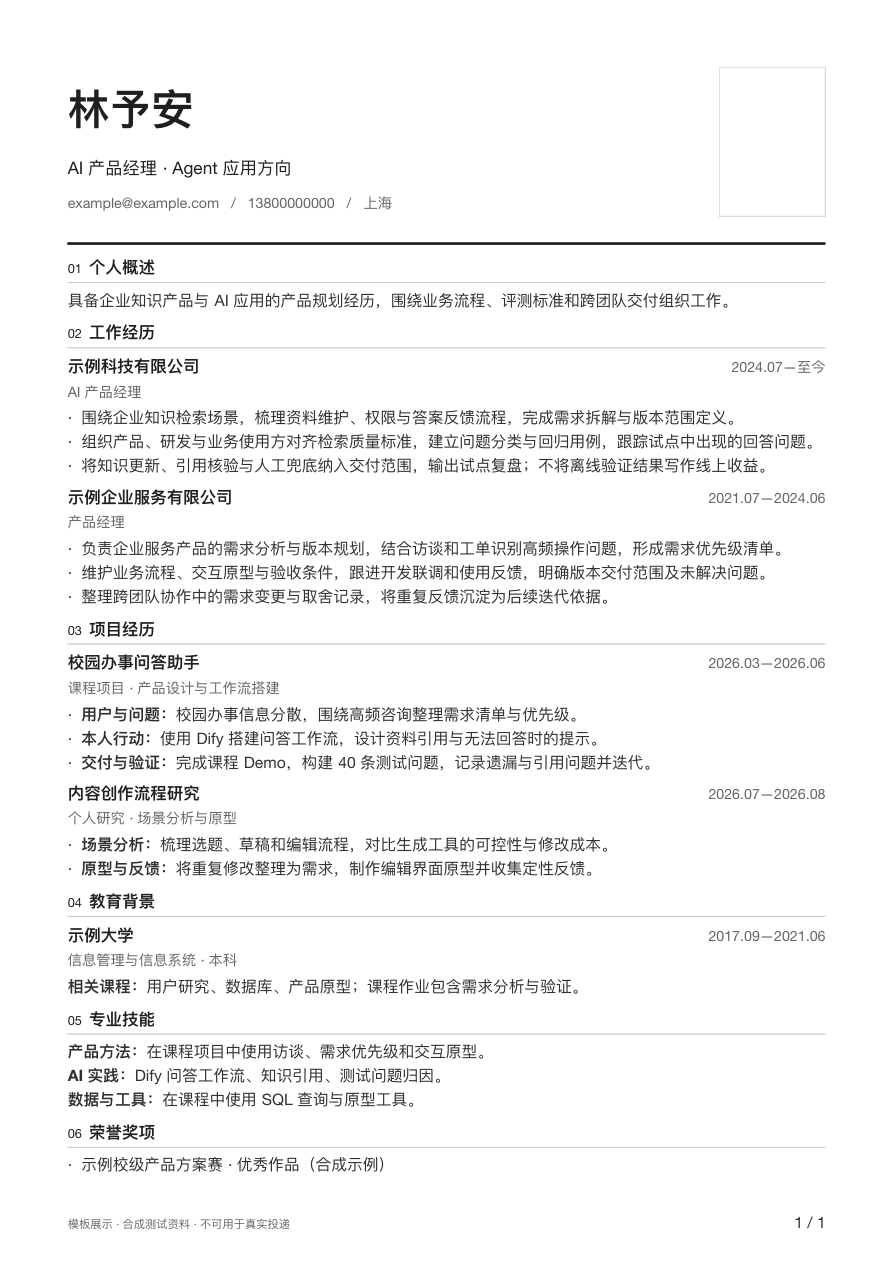 林予安
AI 产品经理 · Agent 应用方向
example@example.com / 13800000000 / 上海
01 个人概述
具备企业知识产品与 AI 应用的产品规划经历，围绕业务流程、评测标准和跨团队交付组织工作。
02 工作经历
示例科技有限公司 2024.07—至今
AI 产品经理
· 围绕企业知识检索场景，梳理资料维护、权限与答案反馈流程，完成需求拆解与版本范围定义。
· 组织产品、研发与业务使用方对齐检索质量标准，建立问题分类与回归用例，跟踪试点中出现的回答问题。
· 将知识更新、引用核验与人工兜底纳入交付范围，输出试点复盘；不将离线验证结果写作线上收益。
示例企业服务有限公司 2021.07—2024.06
产品经理
· 负责企业服务产品的需求分析与版本规划，结合访谈和工单识别高频操作问题，形成需求优先级清单。
· 维护业务流程、交互原型与验收条件，跟进开发联调和使用反馈，明确版本交付范围及未解决问题。
· 整理跨团队协作中的需求变更与取舍记录，将重复反馈沉淀为后续迭代依据。
03 项目经历
校园办事问答助手 2026.03—2026.06
课程项目 · 产品设计与工作流搭建
· 用户与问题：校园办事信息分散，围绕高频咨询整理需求清单与优先级。
· 本人行动：使用 Dify 搭建问答工作流，设计资料引用与无法回答时的提示。
· 交付与验证：完成课程 Demo，构建 40 条测试问题，记录遗漏与引用问题并迭代。
内容创作流程研究 2026.07—2026.08
个人研究 · 场景分析与原型
· 场景分析：梳理选题、草稿和编辑流程，对比生成工具的可控性与修改成本。
· 原型与反馈：将重复修改整理为需求，制作编辑界面原型并收集定性反馈。
04 教育背景
示例大学 2017.09—2021.06
信息管理与信息系统 · 本科
相关课程：用户研究、数据库、产品原型；课程作业包含需求分析与验证。
05 专业技能
产品方法：在课程项目中使用访谈、需求优先级和交互原型。
AI 实践：Dify 问答工作流、知识引用、测试问题归因。
数据与工具：在课程中使用 SQL 查询与原型工具。
06 荣誉奖项
· 示例校级产品方案赛 · 优秀作品（合成示例）
模板展示 · 合成测试资料 · 不可用于真实投递 1 / 1